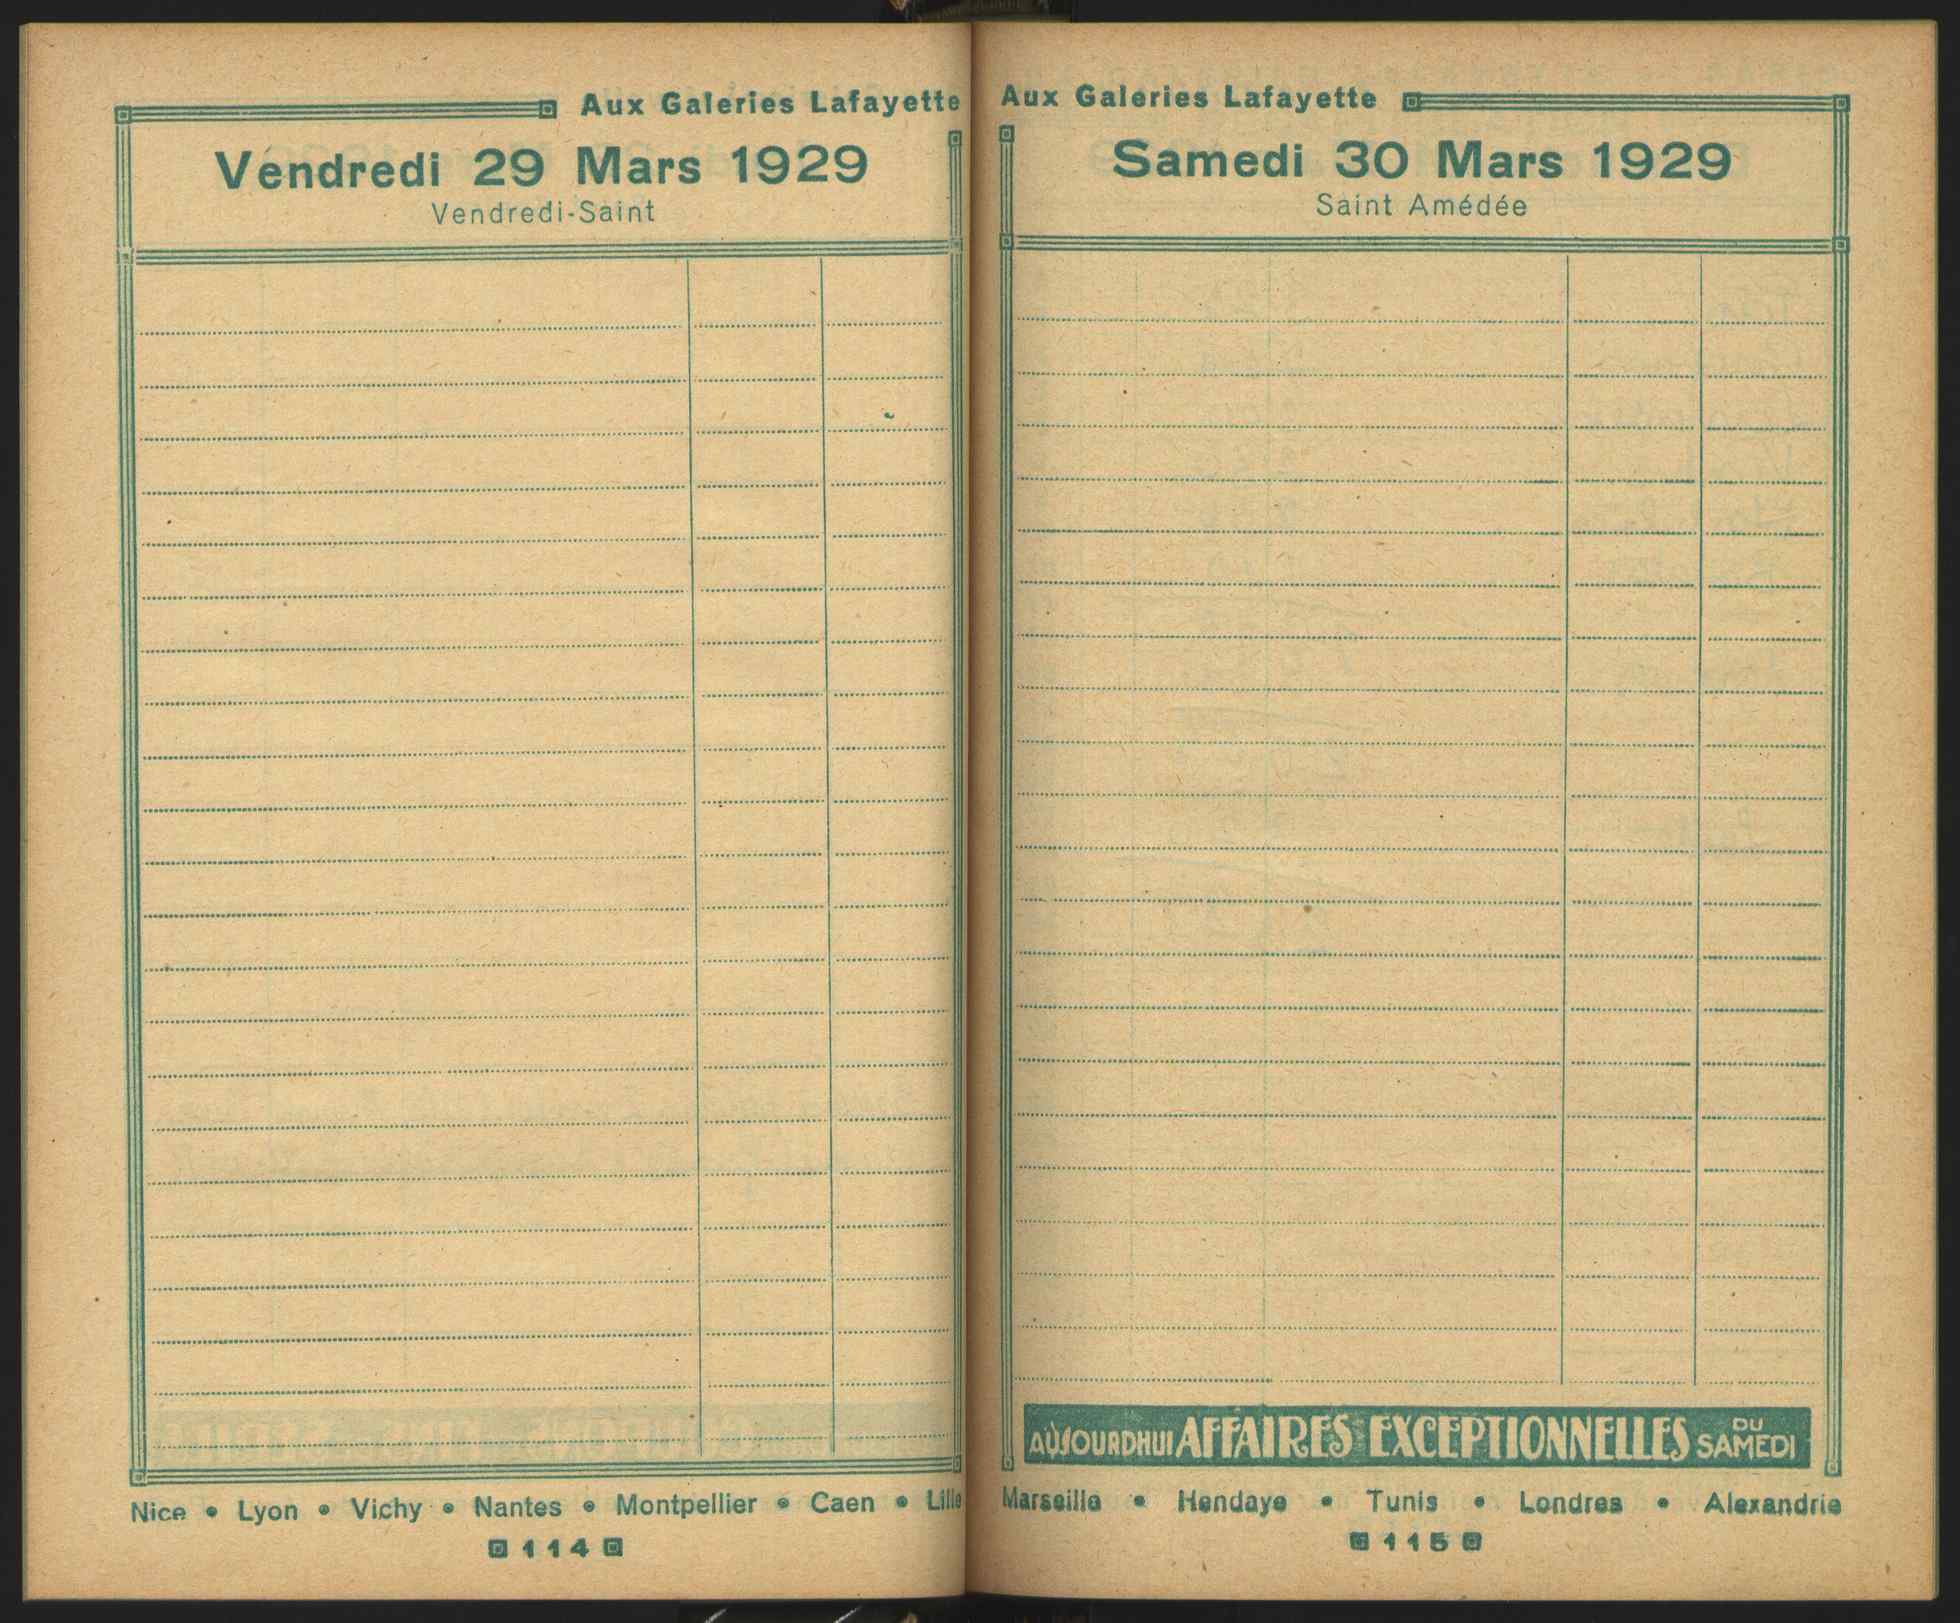 Aux Galeries Lafayette
Vendredi 29 Mars 1929
Vendredi-Saint
Nice • Lyon • Vichy • Nantes • Montpellier • Caen • Lille
114
Aux Galeries Lafayette
Samedi 30 Mars 1929
Saint Amédée
AUJOURDHUI AFFAIRES EXCEPTIONNELLES DU SAMEDI
Marseille • Hendaye • Tunis • Londres • Alexandrie
115